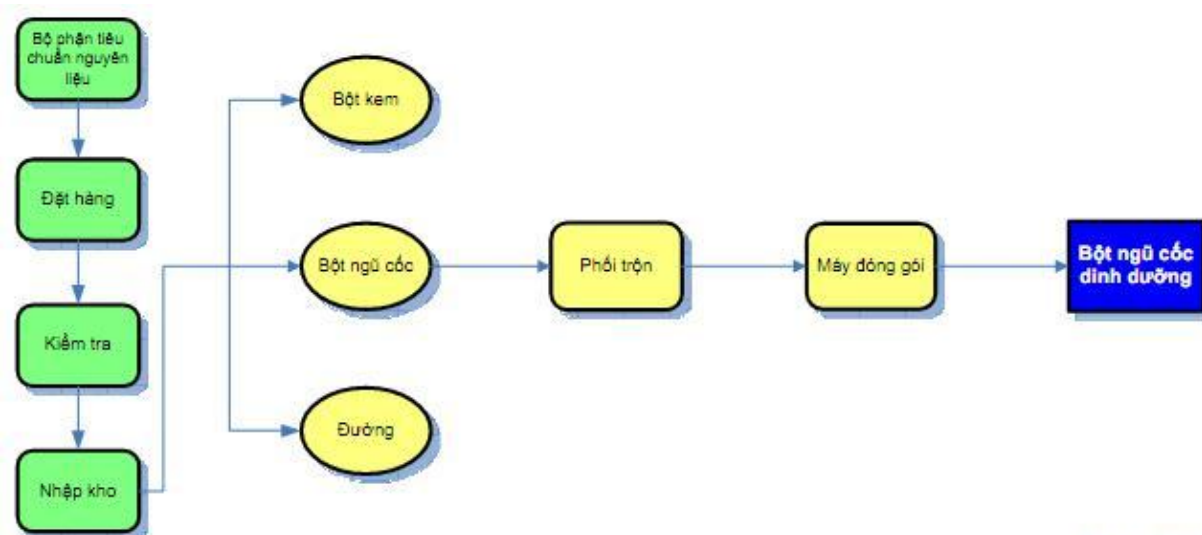 Bộ phận tiêu
chuẩn nguyên
liệu
Đặt hàng
Kiểm tra
Nhập kho
Bột kem
Bột ngũ cốc
Đường
Phối trộn
Máy đóng gói
Bột ngũ cốc
dinh dưỡng